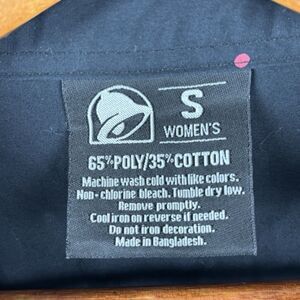 S
WOMEN'S
65%POLY/35%COTTON
Machine wash cold with like colors.
Non-chlorine bleach. Tumble dry low.
Remove promptly.
Cool iron on reverse if needed.
Do not iron decoration.
Made in Bangladesh.